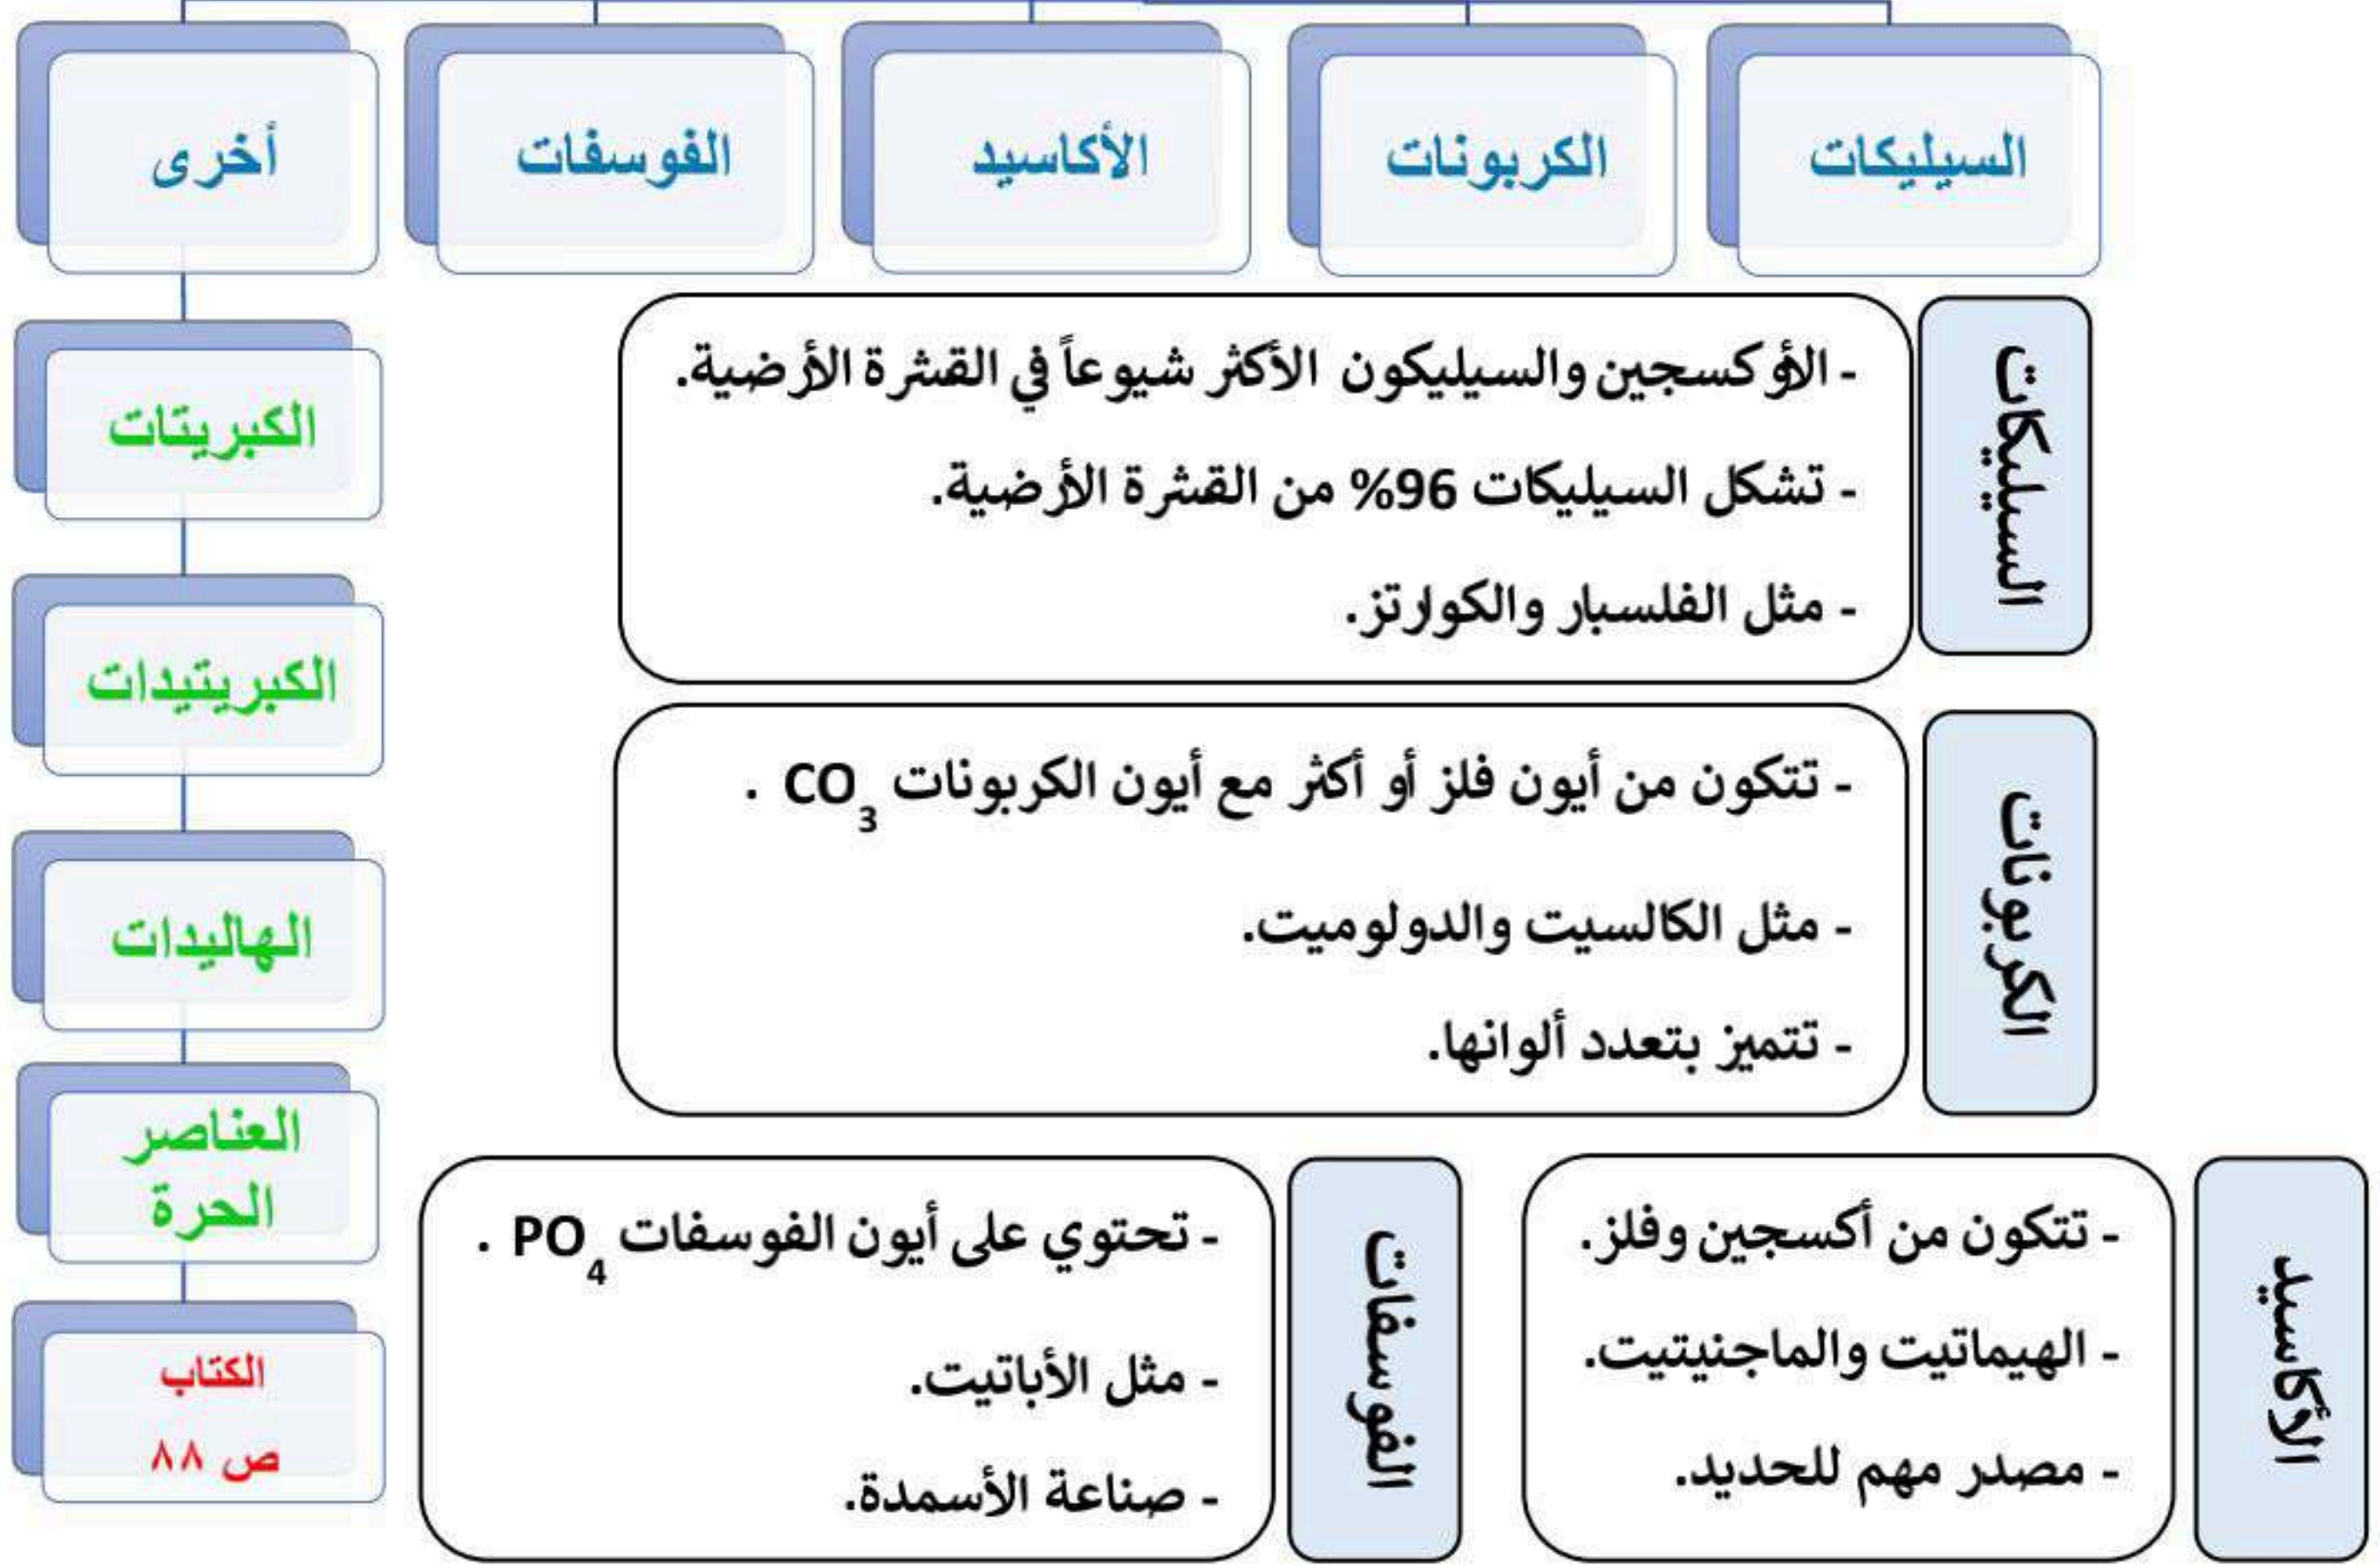 السيليكات
الكربونات
الأكاسيد
الفوسفات
أخرى
السيليكات
- الأوكسجين والسيليكون الأكثر شيوعاً في القشرة الأرضية.
- تشكل السيليكات 96% من القشرة الأرضية.
- مثل الفلسبار والكوارتز.
الكربونات
- تتكون من أيون فلز أو أكثر مع أيون الكربونات CO3 .
- مثل الكالسيت والدولوميت.
- تتميز بتعدد ألوانها.
الأكاسيد
- تتكون من أكسجين وفلز.
- الهيماتيت والماجنيتيت.
- مصدر مهم للحديد.
الفوسفات
- تحتوي على أيون الفوسفات PO4 .
- مثل الأباتيت.
- صناعة الأسمدة.
الكبريتات
الكبريتيدات
الهاليدات
العناصر
الحرة
الكتاب
ص ٨٨